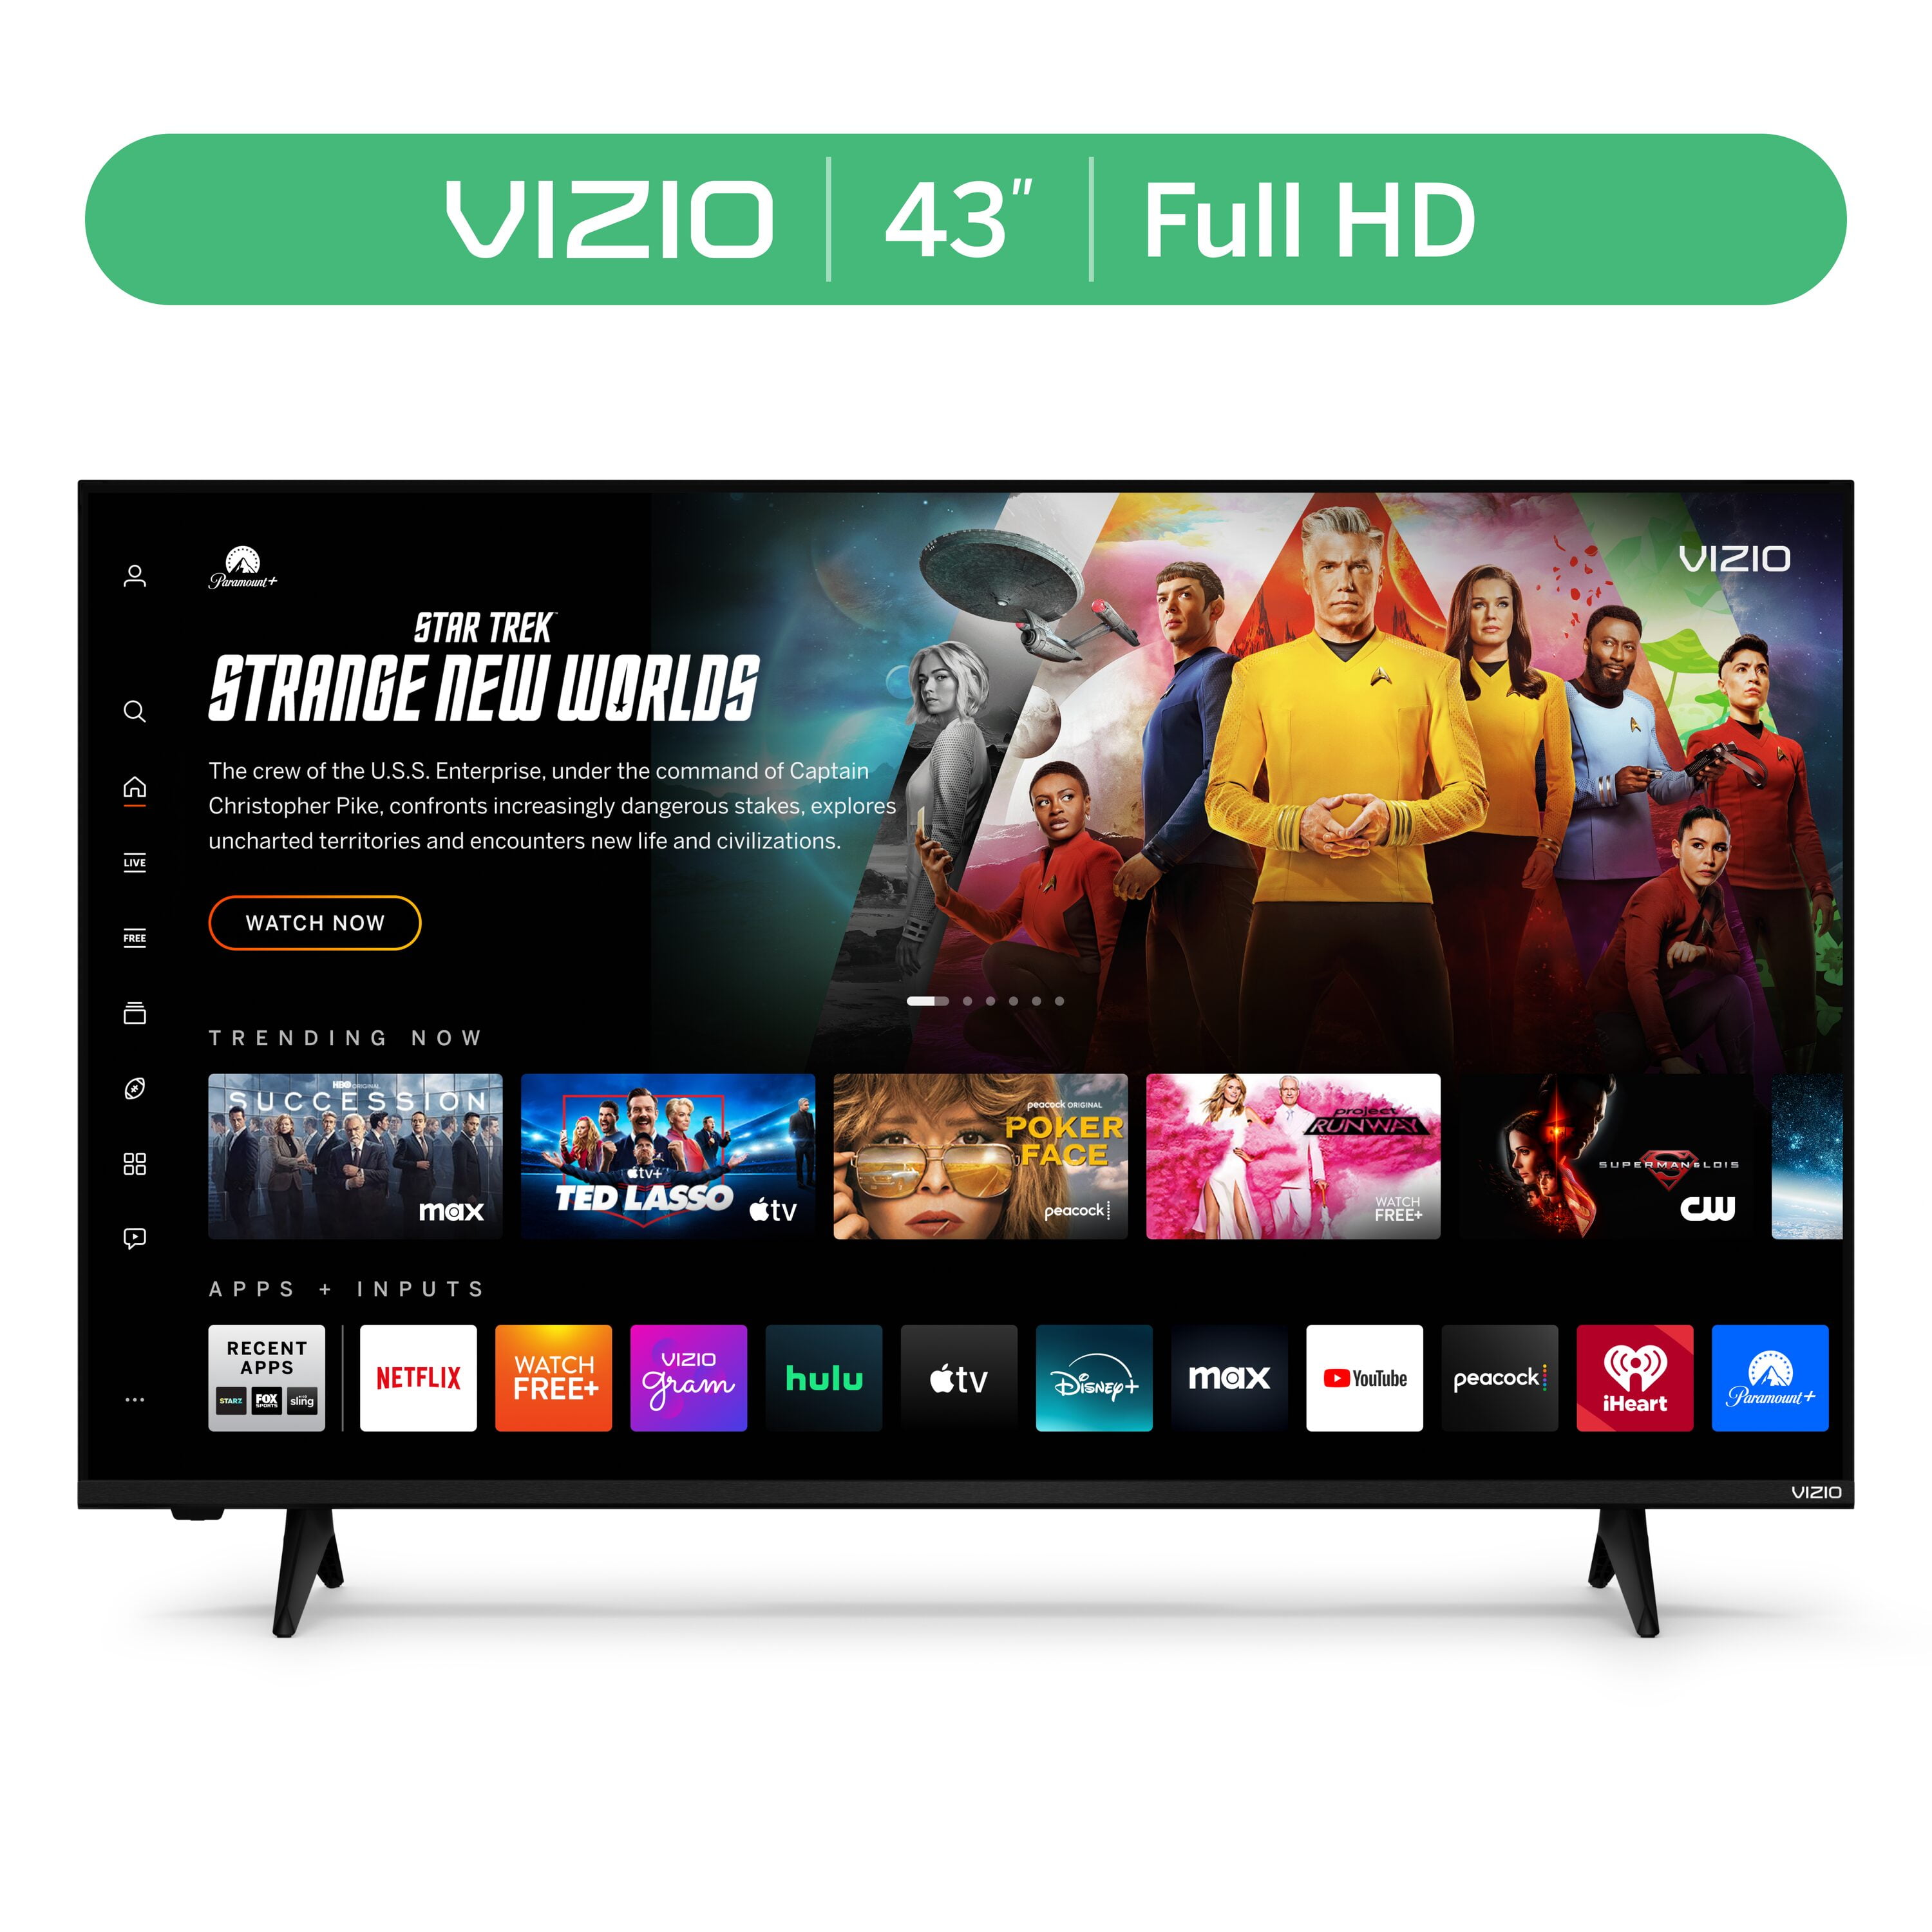 VIZIO | 43" | Full HD
Paramount+
VIZIO
STAR TREK™
STRANGE NEW WORLDS
The crew of the U.S.S. Enterprise, under the command of Captain
Christopher Pike, confronts increasingly dangerous stakes, explores
uncharted territories and encounters new life and civilizations.
LIVE
WATCH NOW
FREE
TRENDING NOW
HBO ORIGINAL
SUCCESSION
max
tv+
TED LASSO
tv
peacock ORIGINAL
POKER
FACE
peacock
project
RUNWAY
WATCH
FREE+
SUPERMAN & LOIS
CW
APPS + INPUTS
RECENT
APPS
STARZ
FOX
SPORTS
sling
NETFLIX
WATCH
FREE+
VIZIO
gram
hulu
tv
Disney+
max
YouTube
peacock
iHeart
Paramount+
VIZIO